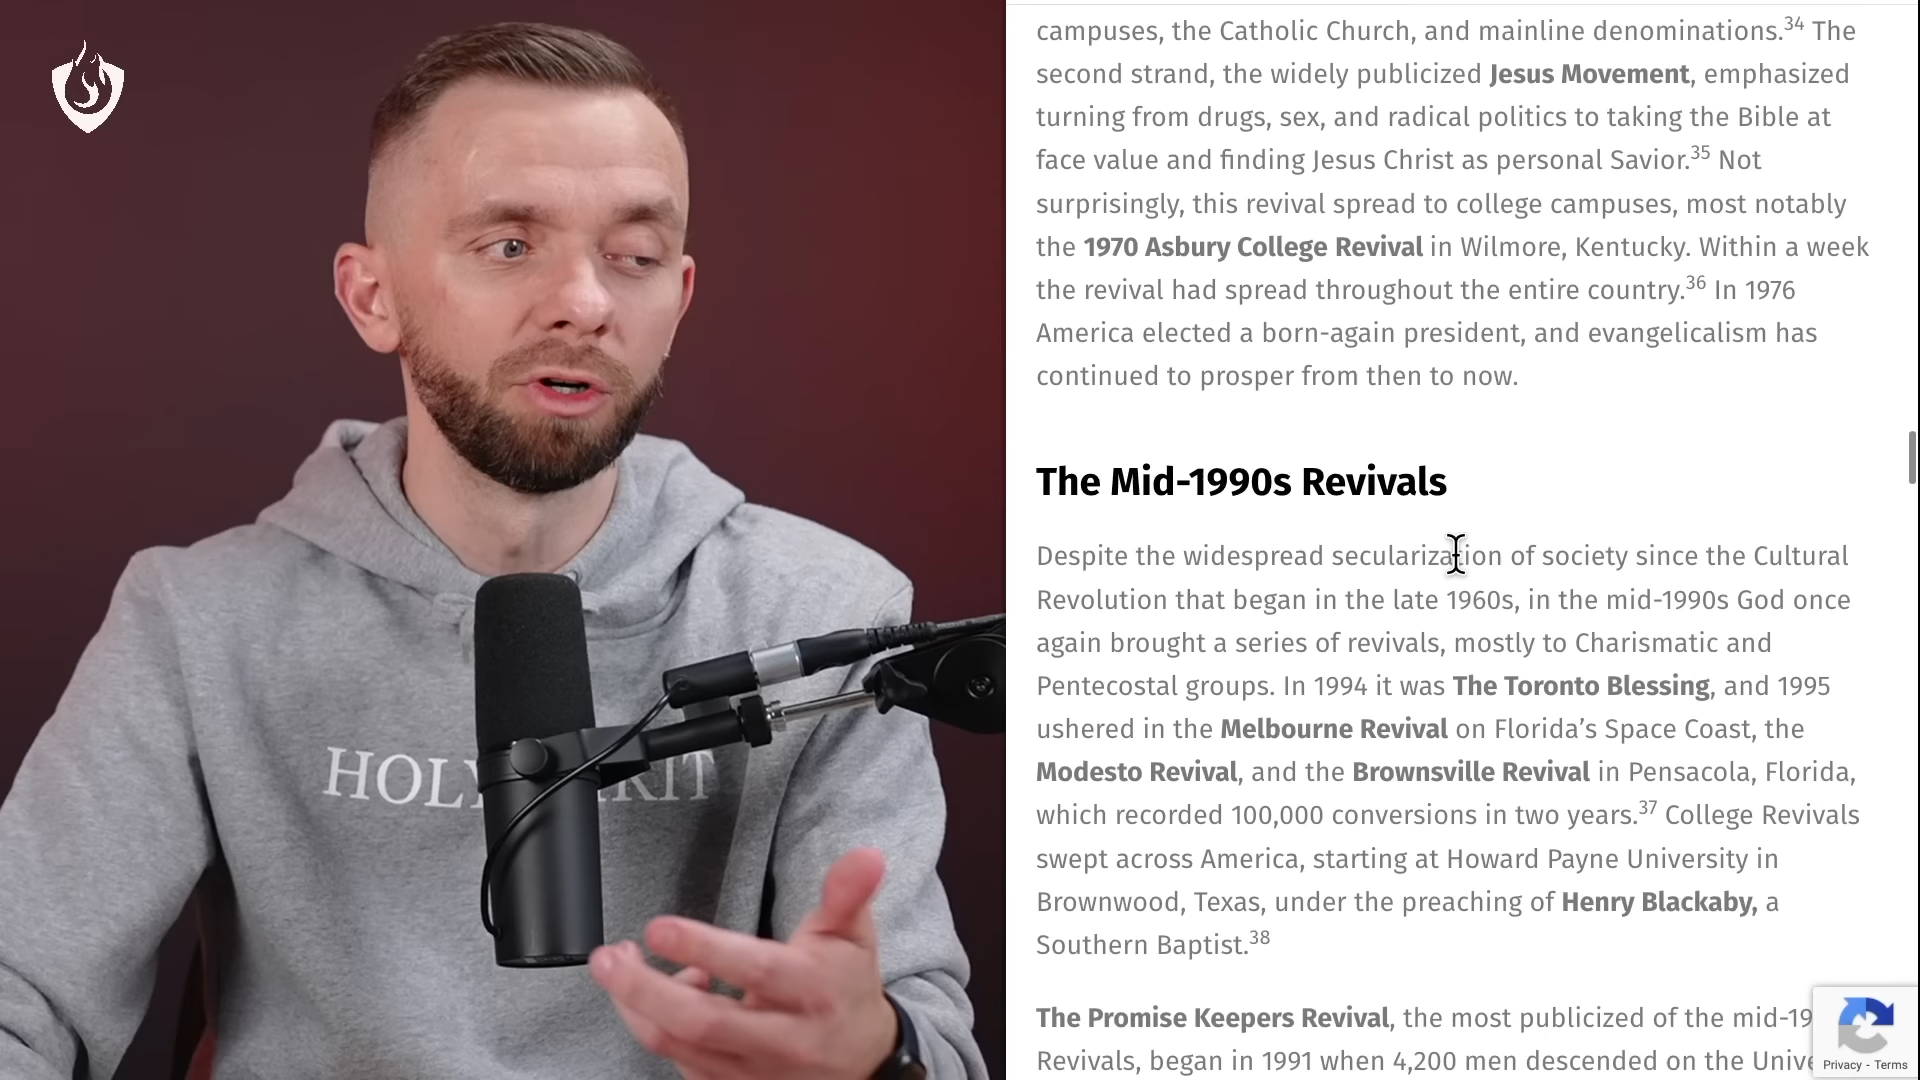 campuses, the Catholic Church, and mainline denominations.34 The
second strand, the widely publicized Jesus Movement, emphasized
turning from drugs, sex, and radical politics to taking the Bible at
face value and finding Jesus Christ as personal Savior.35 Not
surprisingly, this revival spread to college campuses, most notably
the 1970 Asbury College Revival in Wilmore, Kentucky. Within a week
the revival had spread throughout the entire country.36 In 1976
America elected a born-again president, and evangelicalism has
continued to prosper from then to now.
The Mid-1990s Revivals
Despite the widespread secularization of society since the Cultural
Revolution that began in the late 1960s, in the mid-1990s God once
again brought a series of revivals, mostly to Charismatic and
Pentecostal groups. In 1994 it was The Toronto Blessing, and 1995
ushered in the Melbourne Revival on Florida’s Space Coast, the
Modesto Revival, and the Brownsville Revival in Pensacola, Florida,
which recorded 100,000 conversions in two years.37 College Revivals
swept across America, starting at Howard Payne University in
Brownwood, Texas, under the preaching of Henry Blackaby, a
Southern Baptist.38
The Promise Keepers Revival, the most publicized of the mid-19
Revivals, began in 1991 when 4,200 men descended on the Unive
Privacy - Terms
HOLY